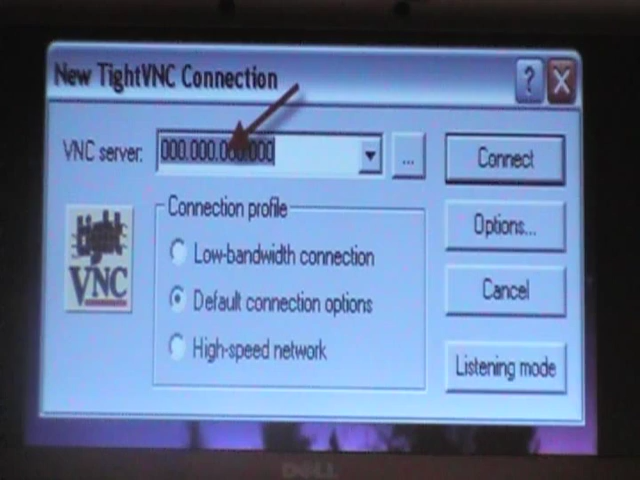 New TightVNC Connection
?
X
VNC server:
000.000.000.000
...
Connect
Connection profile
tight
VNC
Low-bandwidth connection
Options...
Default connection options
Cancel
High-speed network
Listening mode
DELL